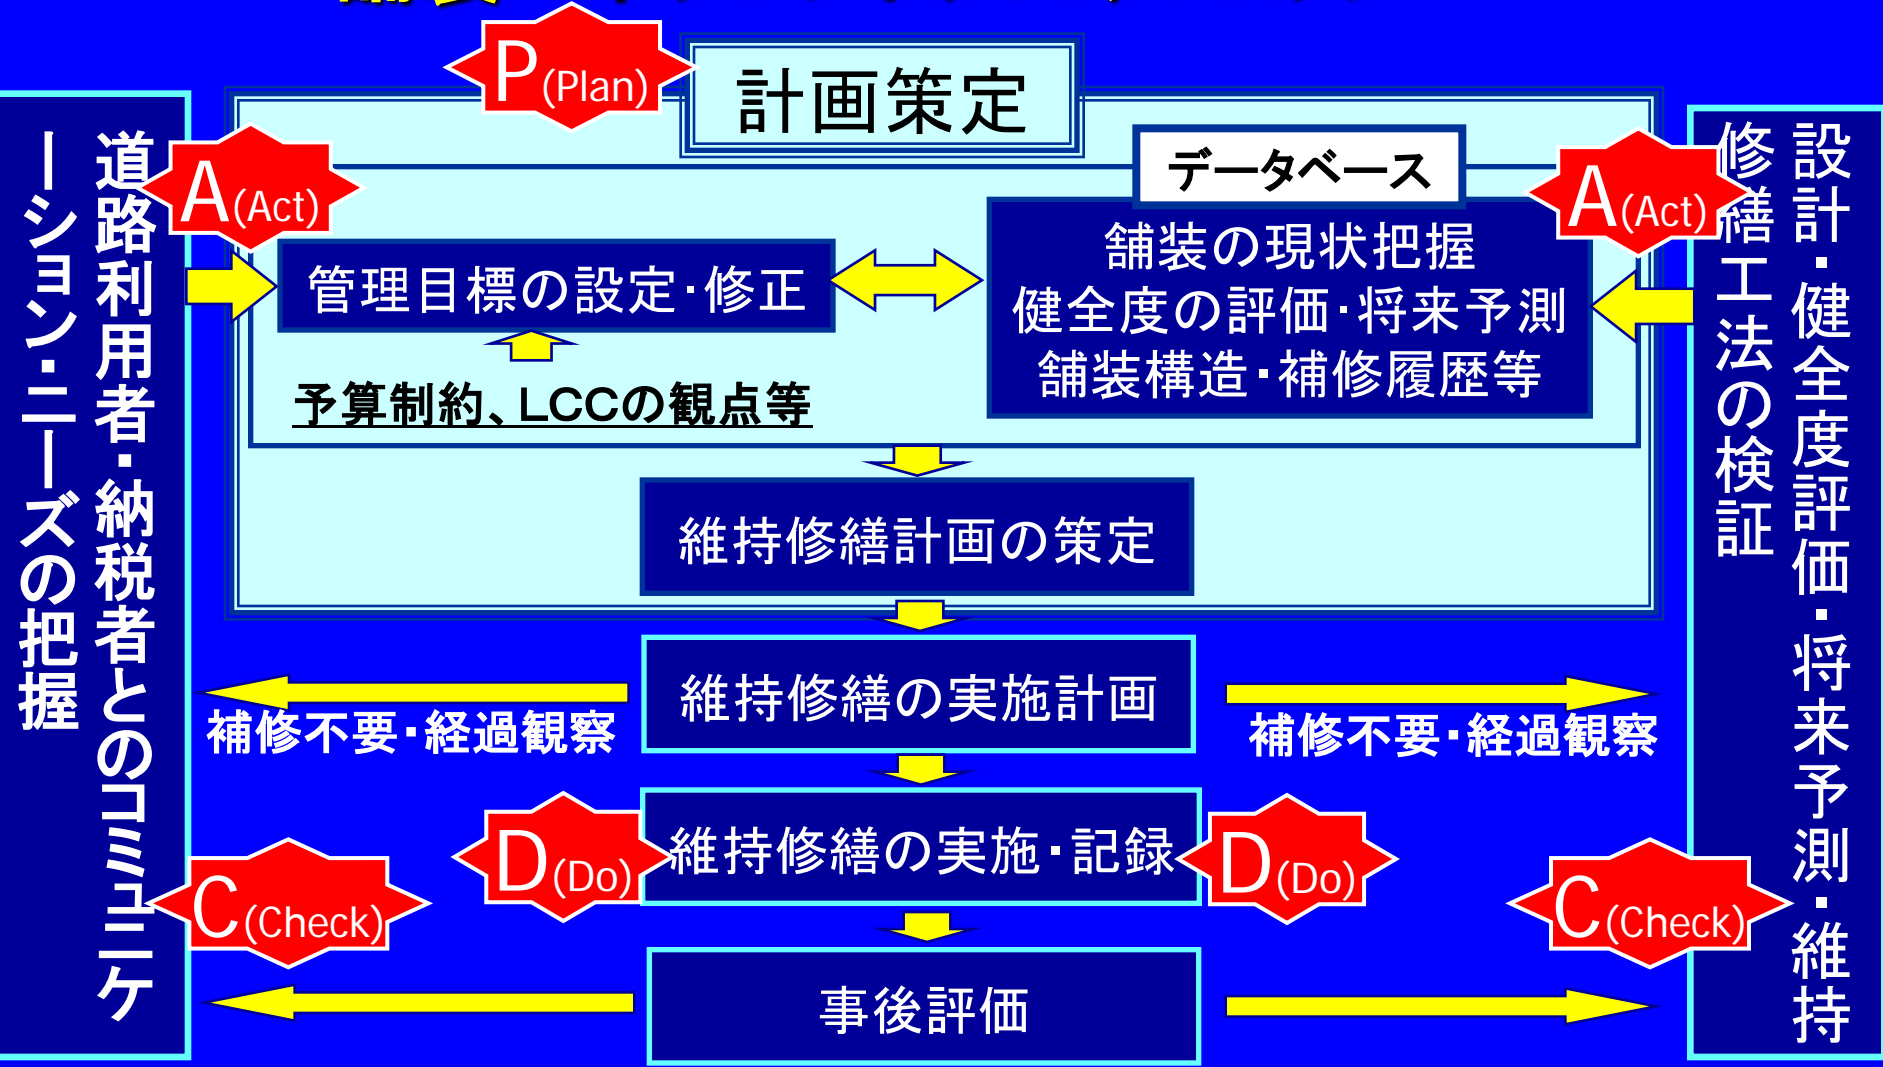 舗装
P(Plan)
計画策定
データベース
A(Act)
A(Act)
道路利用者・納税者とのコミュニケ
ーション・ニーズの把握
管理目標の設定・修正
舗装の現状把握
健全度の評価・将来予測
舗装構造・補修履歴等
予算制約、LCCの観点等
設計・健全度評価・将来予測・維持
修繕工法の検証
維持修繕計画の策定
維持修繕の実施計画
補修不要・経過観察
補修不要・経過観察
D(Do)
維持修繕の実施・記録
D(Do)
C(Check)
C(Check)
事後評価